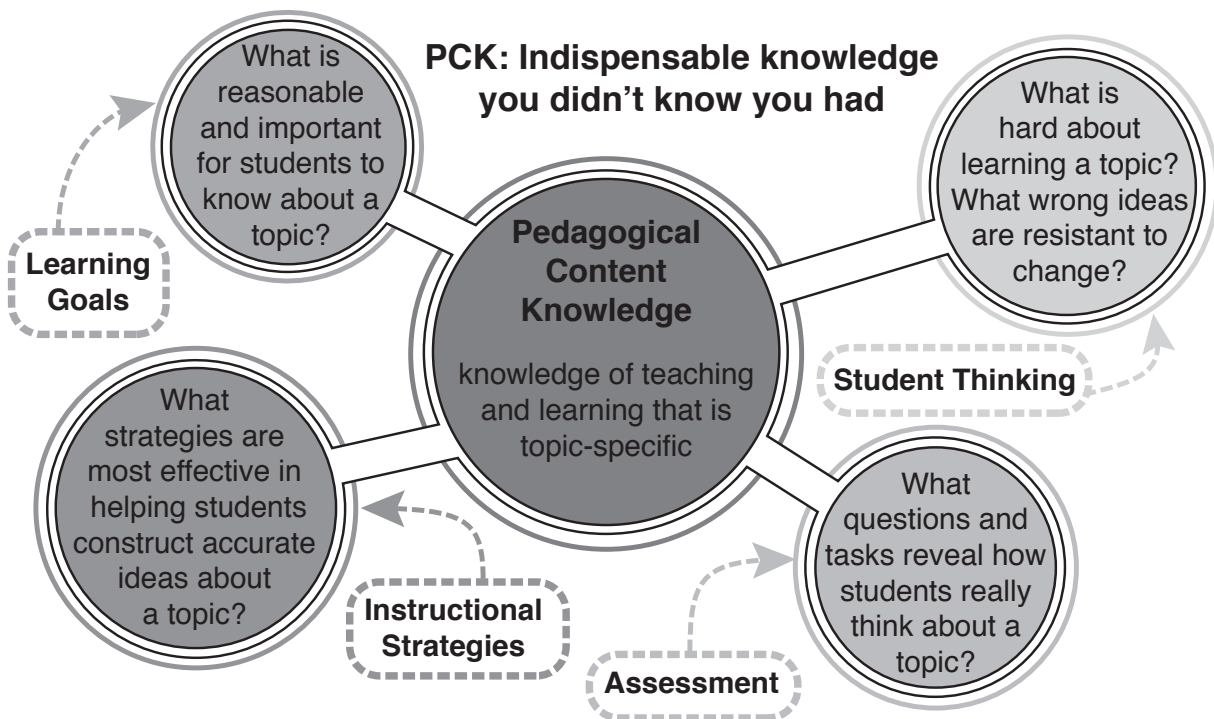 PCK: Indispensable knowledge
you didn't know you had
What is
reasonable
and important
for students to
know about a
topic?
Learning
Goals
What is
hard about
learning a topic?
What wrong ideas
are resistant to
change?
Student Thinking
Pedagogical
Content
Knowledge
knowledge of teaching
and learning that is
topic-specific
What
strategies are
most effective in
helping students
construct accurate
ideas about
a topic?
Instructional
Strategies
What
questions and
tasks reveal how
students really
think about a
topic?
Assessment